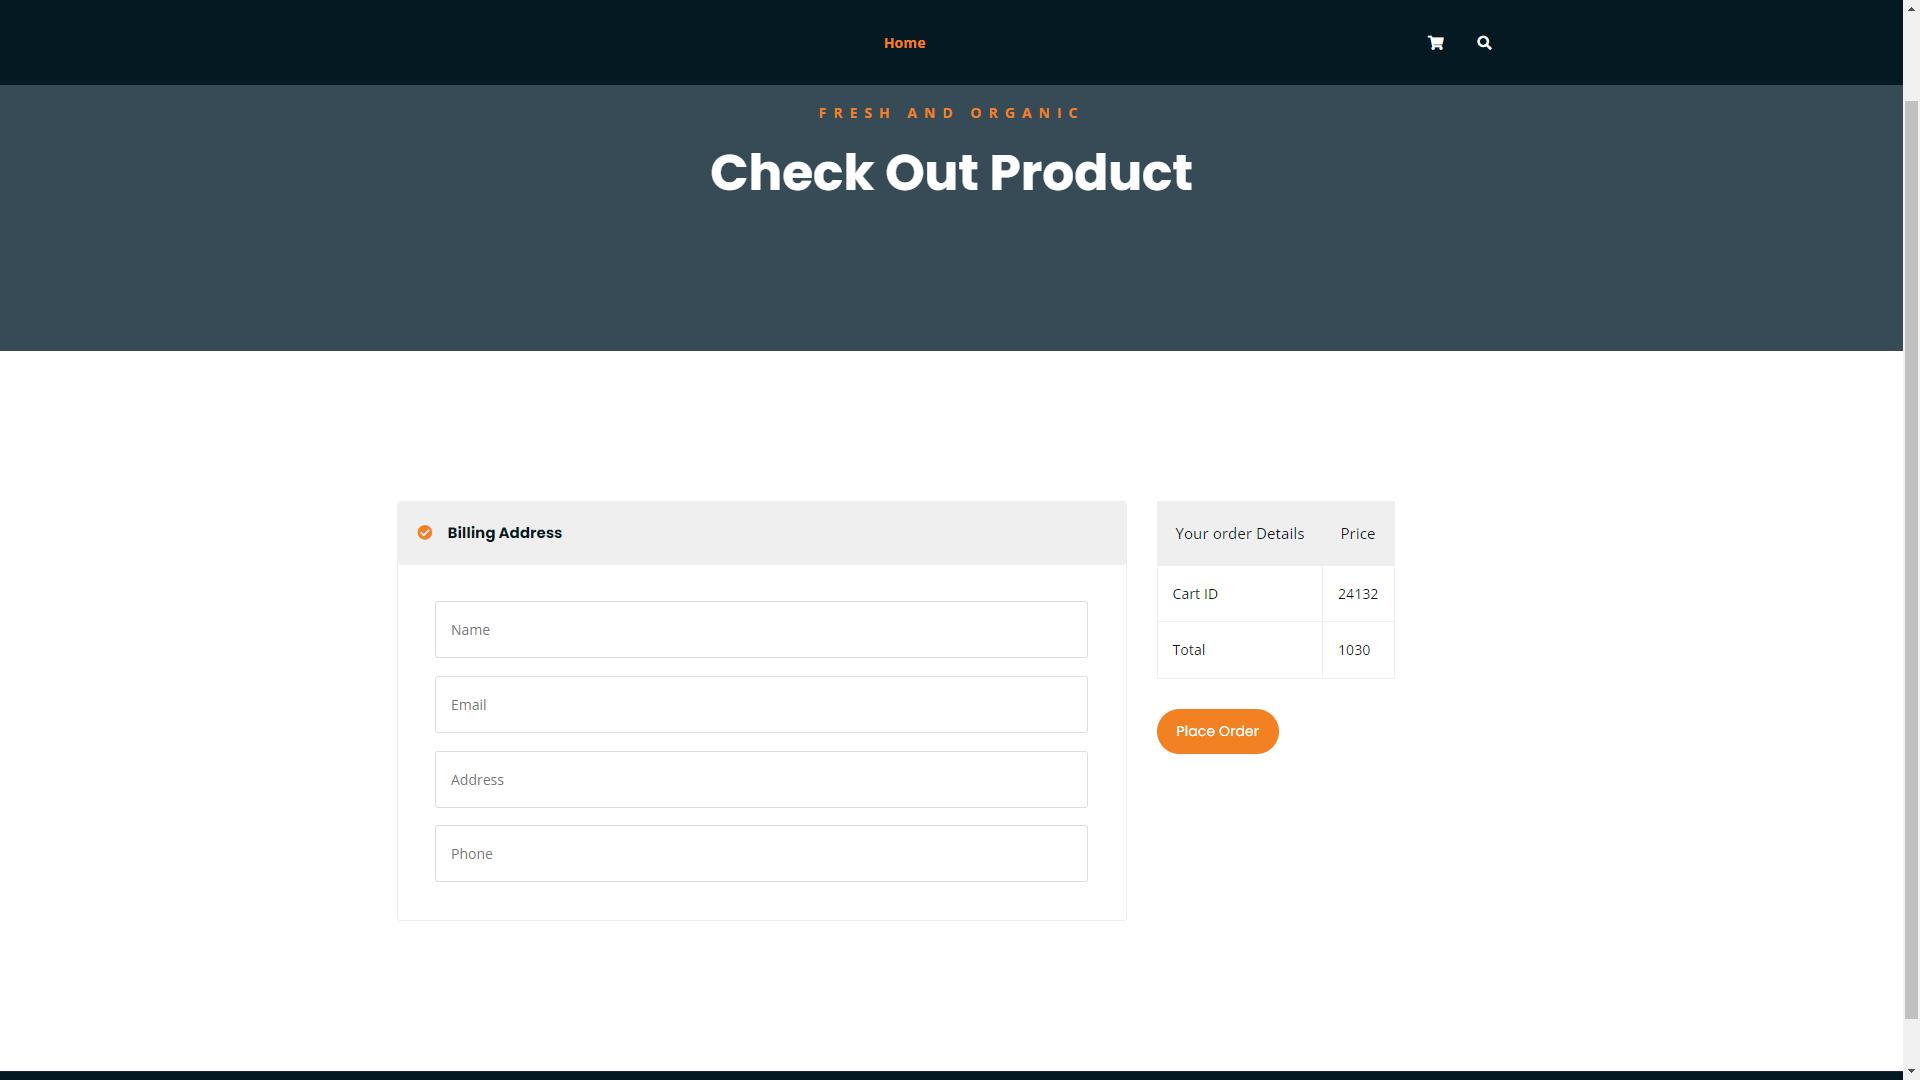 Home
FRESH AND ORGANIC
Check Out Product
Billing Address
Name
Email
Address
Phone
Your order Details Price
Cart ID 24132
Total 1030
Place Order